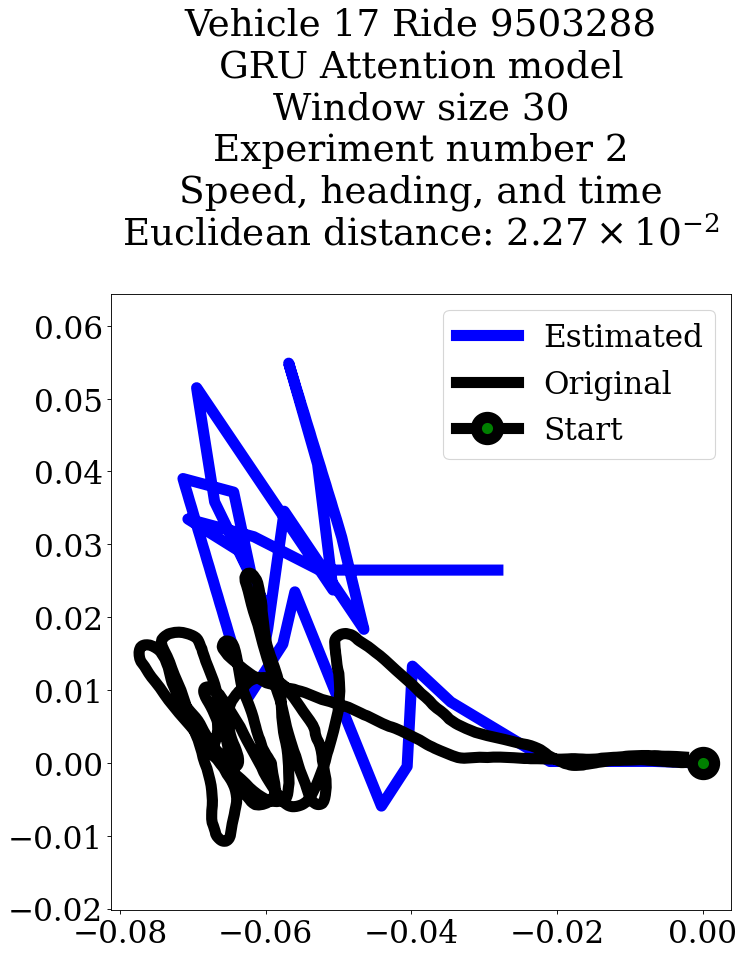 Vehicle 17 Ride 9503288
GRU Attention model
Window size 30
Experiment number 2
Speed, heading, and time
Euclidean distance: 2.27 × 10⁻²
Estimated
Original
Start
0.06
0.05
0.04
0.03
0.02
0.01
0.00
−0.01
−0.02
−0.08 −0.06 −0.04 −0.02 0.00